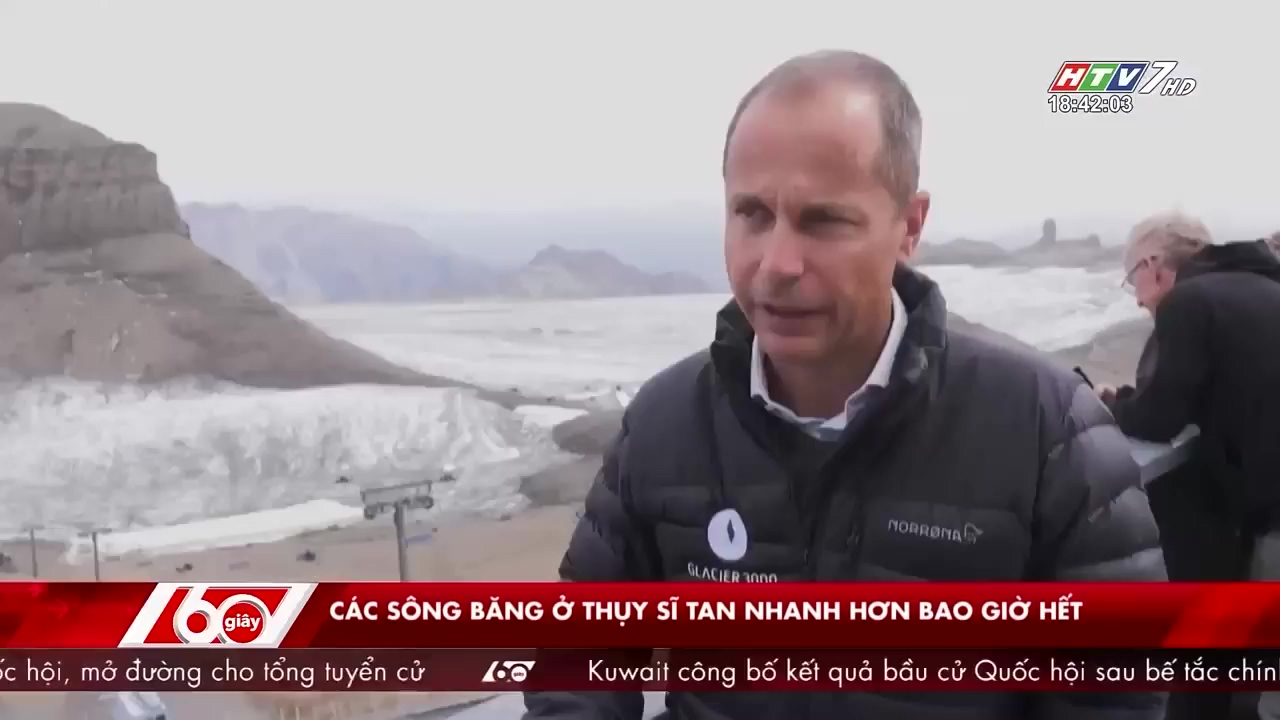 HTV7 HD
18:42:03
NORRØNA
GLACIER 3000
60 giây
CÁC SÔNG BĂNG Ở THỤY SĨ TAN NHANH HƠN BAO GIỜ HẾT
hội, mở đường cho tổng tuyển cử 60 giây Kuwait công bố kết quả bầu cử Quốc hội sau bế tắc